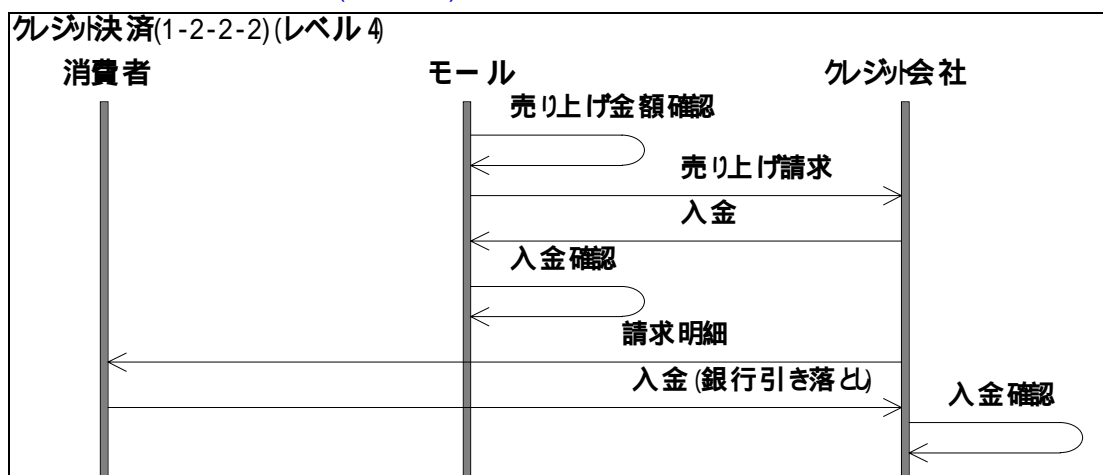 クレジット決済(1-2-2-2)(レベル4)
消費者 モール クレジット会社
売り上げ金額確認
売り上げ請求
入金
入金確認
請求明細
入金(銀行引き落とし)
入金確認